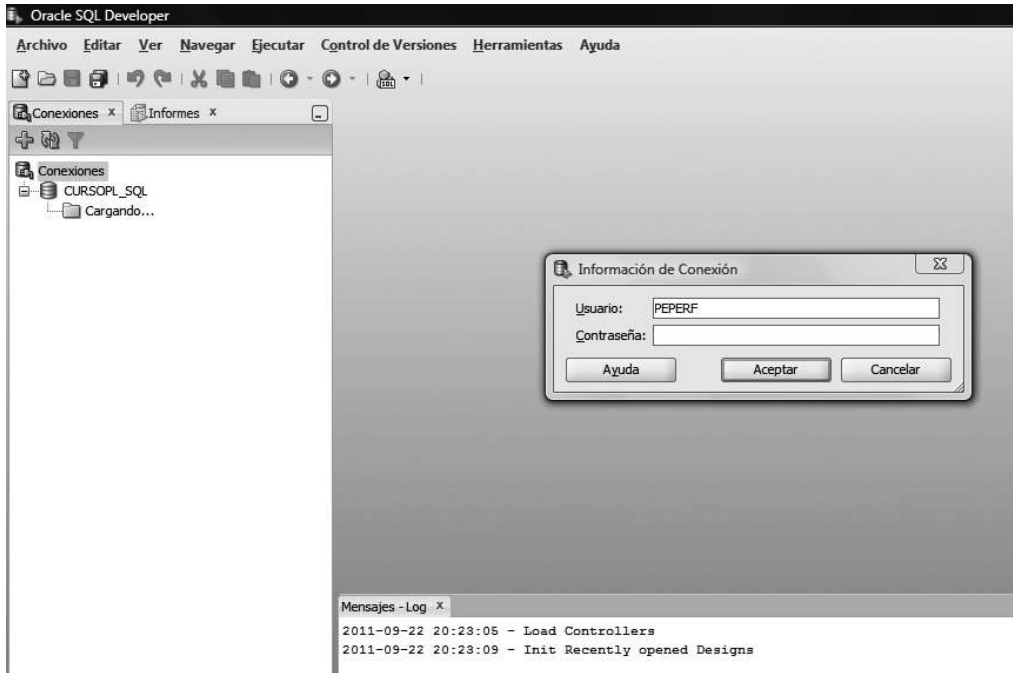 Oracle SQL Developer
Archivo Editar Ver Navegar Ejecutar Control de Versiones Herramientas Ayuda
SQL
Conexiones x Informes x
Conexiones
CURSOPL_SQL
Cargando...
Información de Conexión
Usuario: PEPERF
Contraseña:
Ayuda Aceptar Cancelar
Mensajes - Log x
2011-09-22 20:23:05 - Load Controllers
2011-09-22 20:23:09 - Init Recently opened Designs